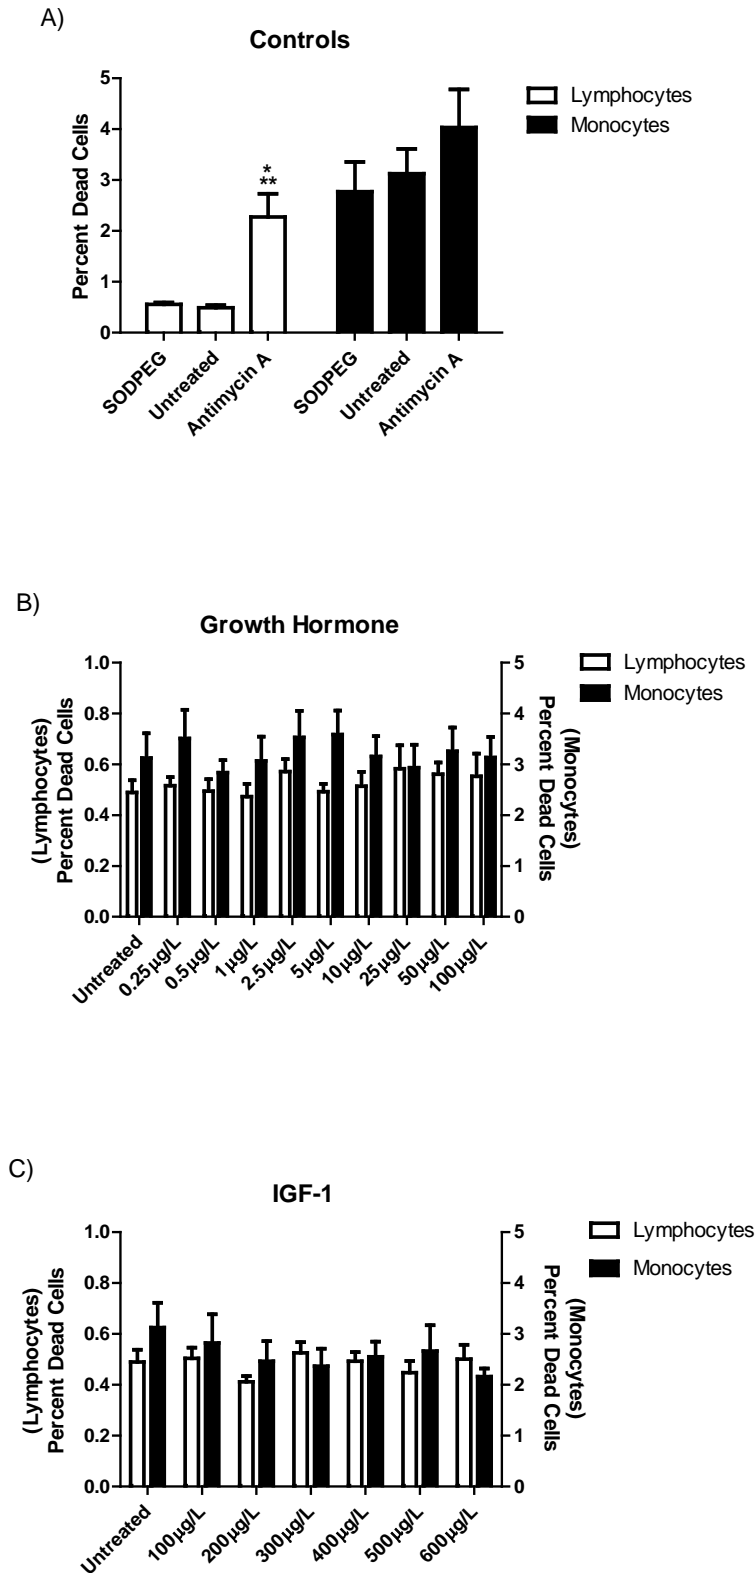 A)
Controls
Percent Dead Cells
5
4
3
2
1
0
*
**
SODPEG
Untreated
Antimycin A
SODPEG
Untreated
Antimycin A
Lymphocytes
Monocytes
B)
Growth Hormone
(Lymphocytes)
Percent Dead Cells
1.0
0.8
0.6
0.4
0.2
0.0
5
4
3
2
1
0
(Monocytes)
Percent Dead Cells
Untreated
0.25µg/L
0.5µg/L
1µg/L
2.5µg/L
5µg/L
10µg/L
25µg/L
50µg/L
100µg/L
Lymphocytes
Monocytes
C)
IGF-1
(Lymphocytes)
Percent Dead Cells
1.0
0.8
0.6
0.4
0.2
0.0
5
4
3
2
1
0
(Monocytes)
Percent Dead Cells
Untreated
100µg/L
200µg/L
300µg/L
400µg/L
500µg/L
600µg/L
Lymphocytes
Monocytes